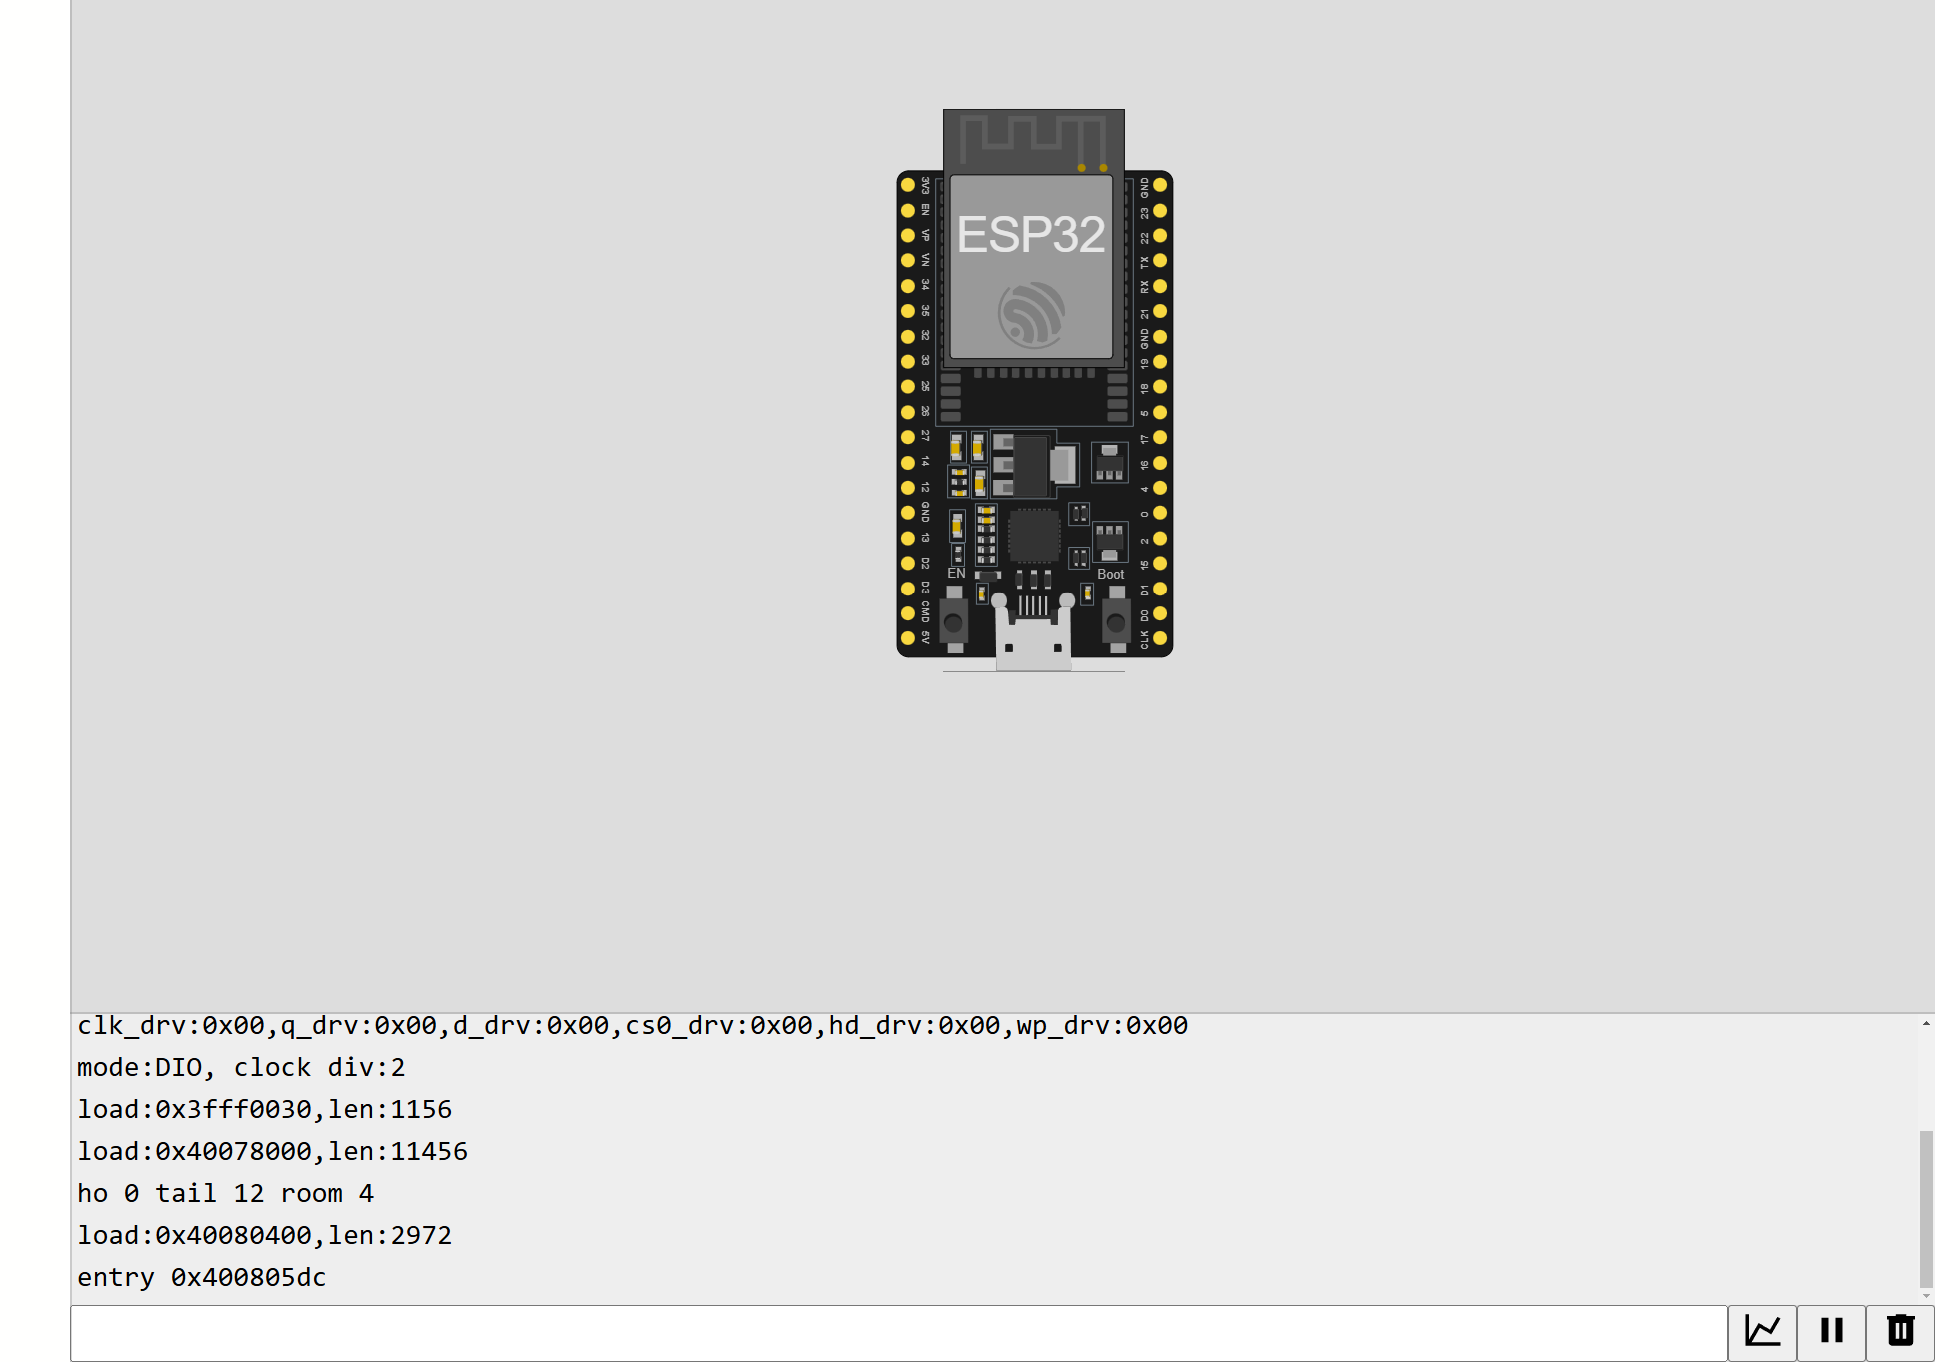 ESP32
3V3
EN
VP
VN
34
35
32
33
25
26
27
14
12
GND
13
D2
D3
CMD
5V
GND
23
22
TX
RX
21
GND
19
18
5
17
16
4
0
2
15
D1
D0
CLK
EN
Boot
clk_drv:0x00,q_drv:0x00,d_drv:0x00,cs0_drv:0x00,hd_drv:0x00,wp_drv:0x00
mode:DIO, clock div:2
load:0x3fff0030,len:1156
load:0x40078000,len:11456
ho 0 tail 12 room 4
load:0x40080400,len:2972
entry 0x400805dc